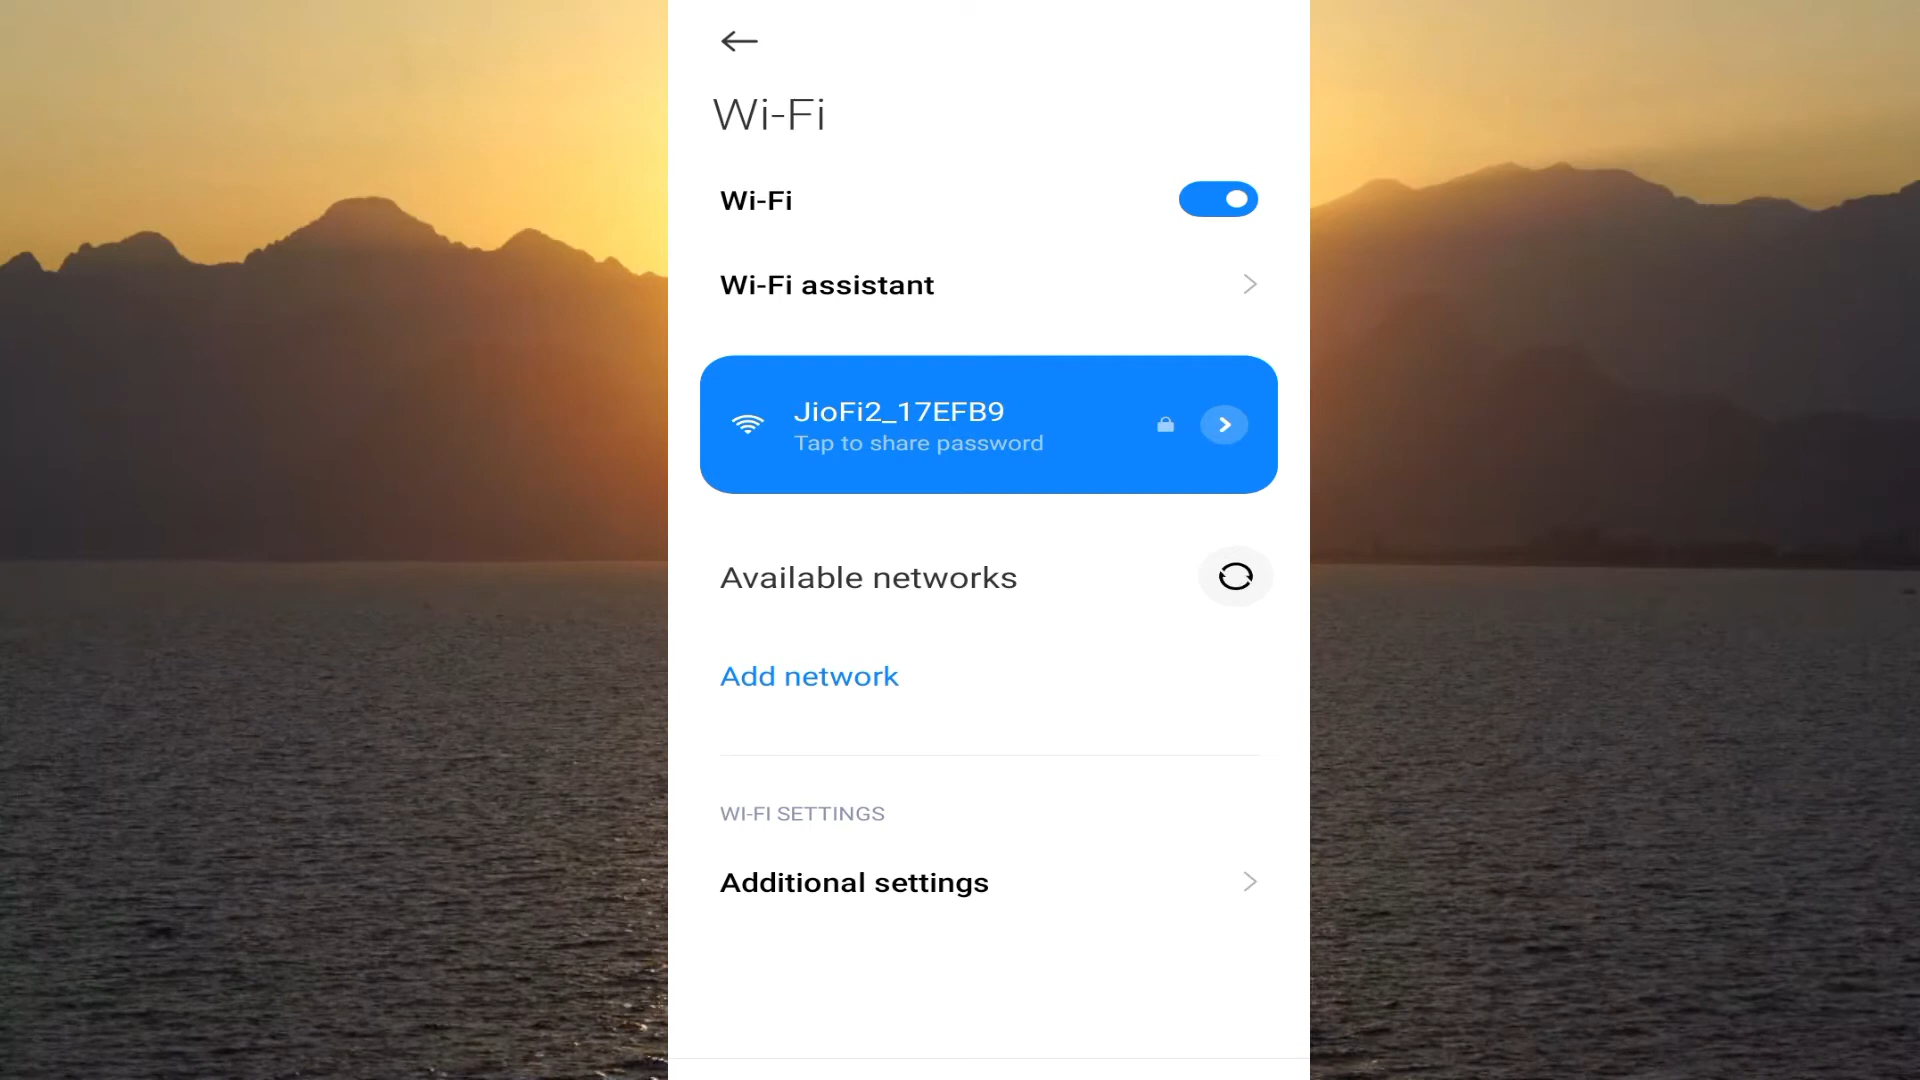 Wi-Fi
Wi-Fi
Wi-Fi assistant
JioFi2_17EFB9
Tap to share password
Available networks
Add network
WI-FI SETTINGS
Additional settings